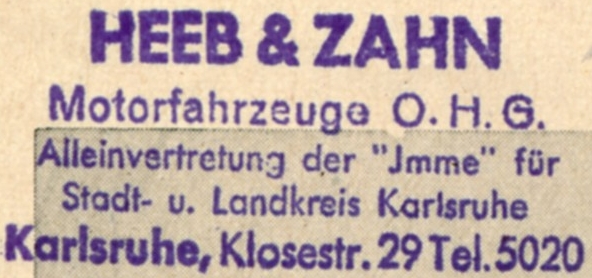 HEEB & ZAHN
Motorfahrzeuge O. H. G.
Alleinvertretung der "Jmme" für
Stadt- u. Landkreis Karlsruhe
Karlsruhe, Klosestr. 29 Tel. 5020